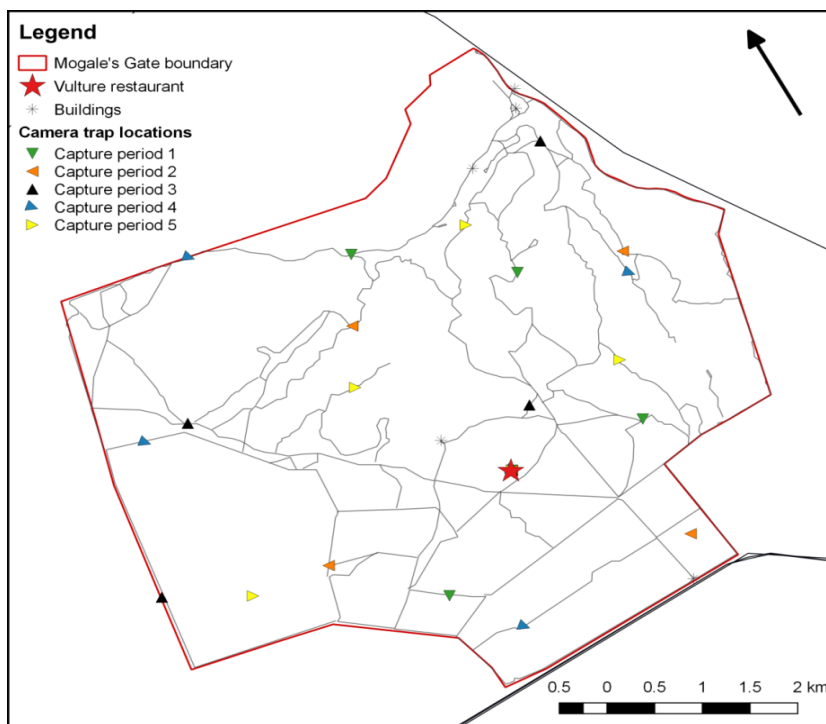 Legend
Mogale's Gate boundary
Vulture restaurant
Buildings
Camera trap locations
Capture period 1
Capture period 2
Capture period 3
Capture period 4
Capture period 5
0.5 0 0.5 1 1.5 2 km